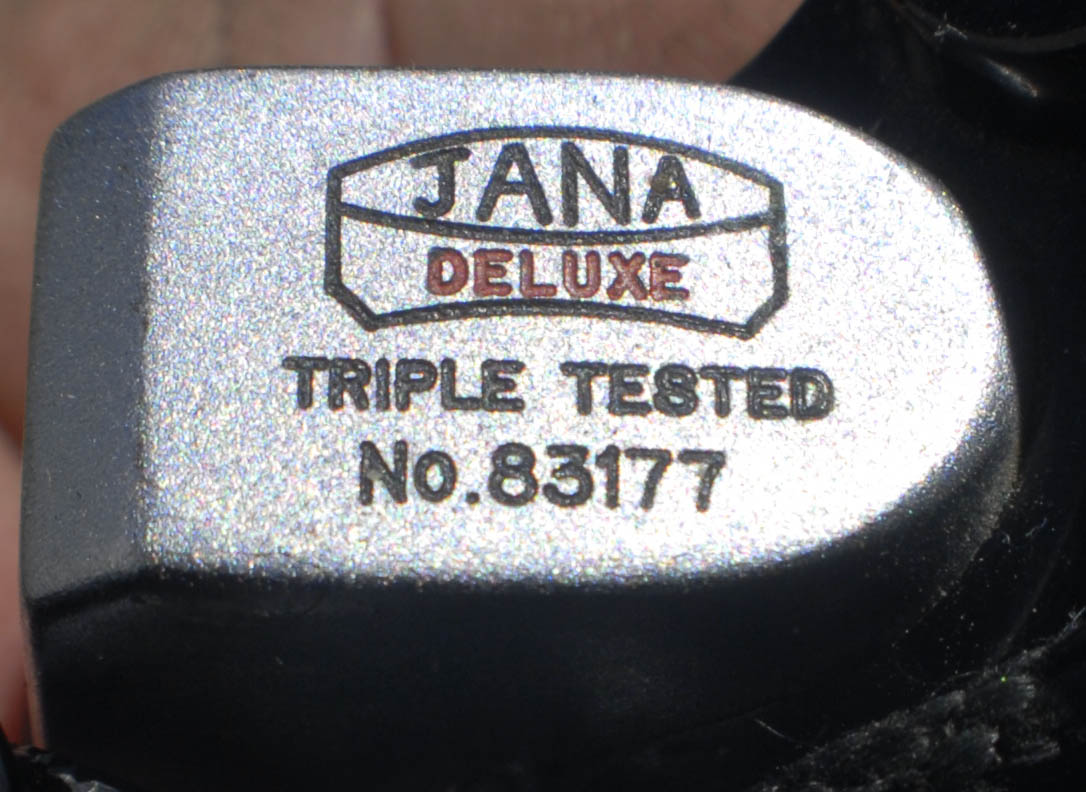 JANA
DELUXE
TRIPLE TESTED
No.83177